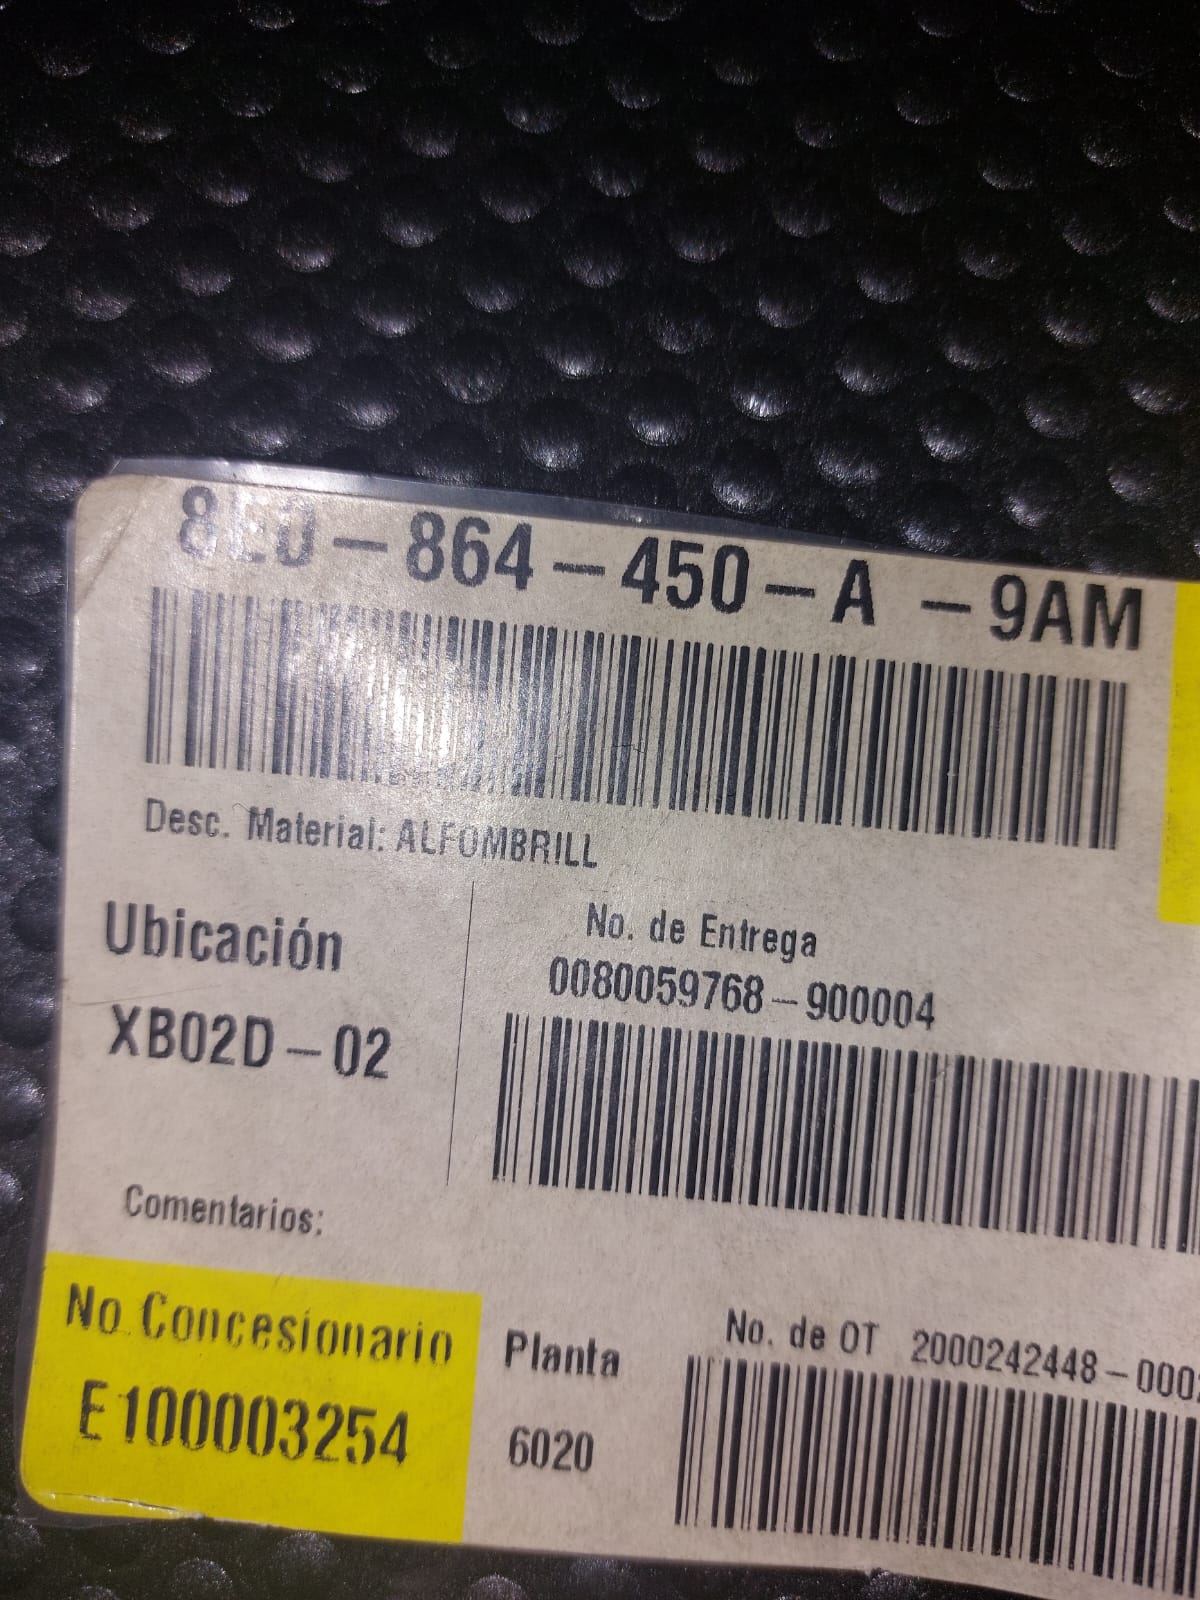 8E0-864-450-A -9AM
Desc. Material: ALFOMBRILL
Ubicación
XB02D-02
No. de Entrega
0080059768-900004
Comentarios:
No Concesionario
E100003254
Planta
6020
No. de OT 2000242448-000